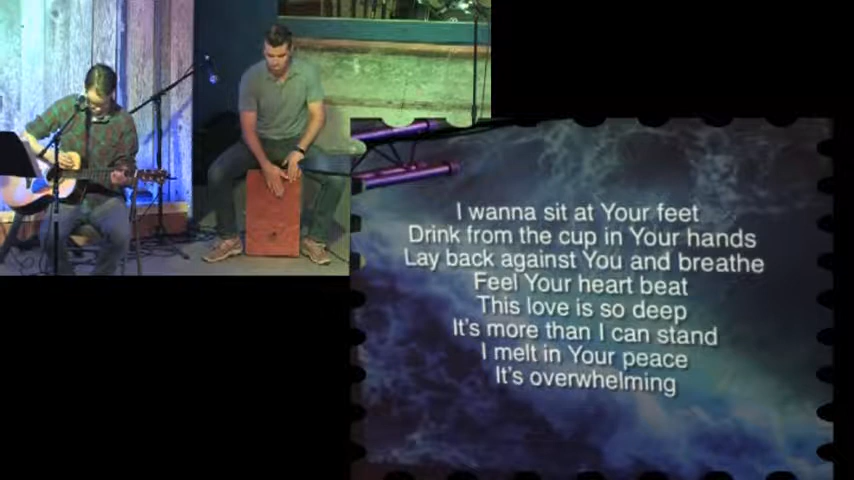 I wanna sit at Your feet
Drink from the cup in Your hands
Lay back against You and breathe
Feel Your heart beat
This love is so deep
It's more than I can stand
I melt in Your peace
It's overwhelming